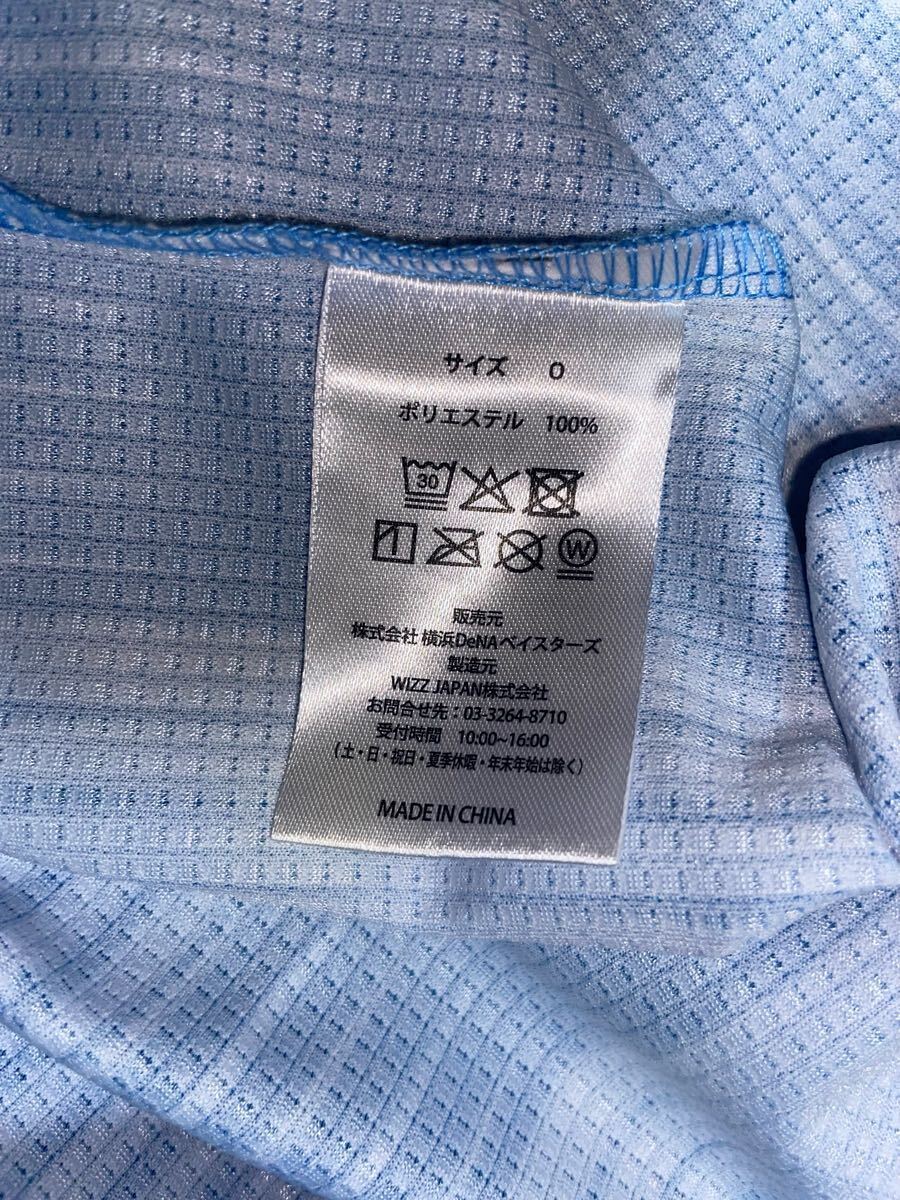 サイズ O
ポリエステル 100%
30
W
販売元
株式会社 横浜DeNAベイスターズ
製造元
WIZZ JAPAN株式会社
お問合せ先：03-3264-8710
受付時間 10:00~16:00
(土・日・祝日・夏季休暇・年末年始は除く)
MADE IN CHINA